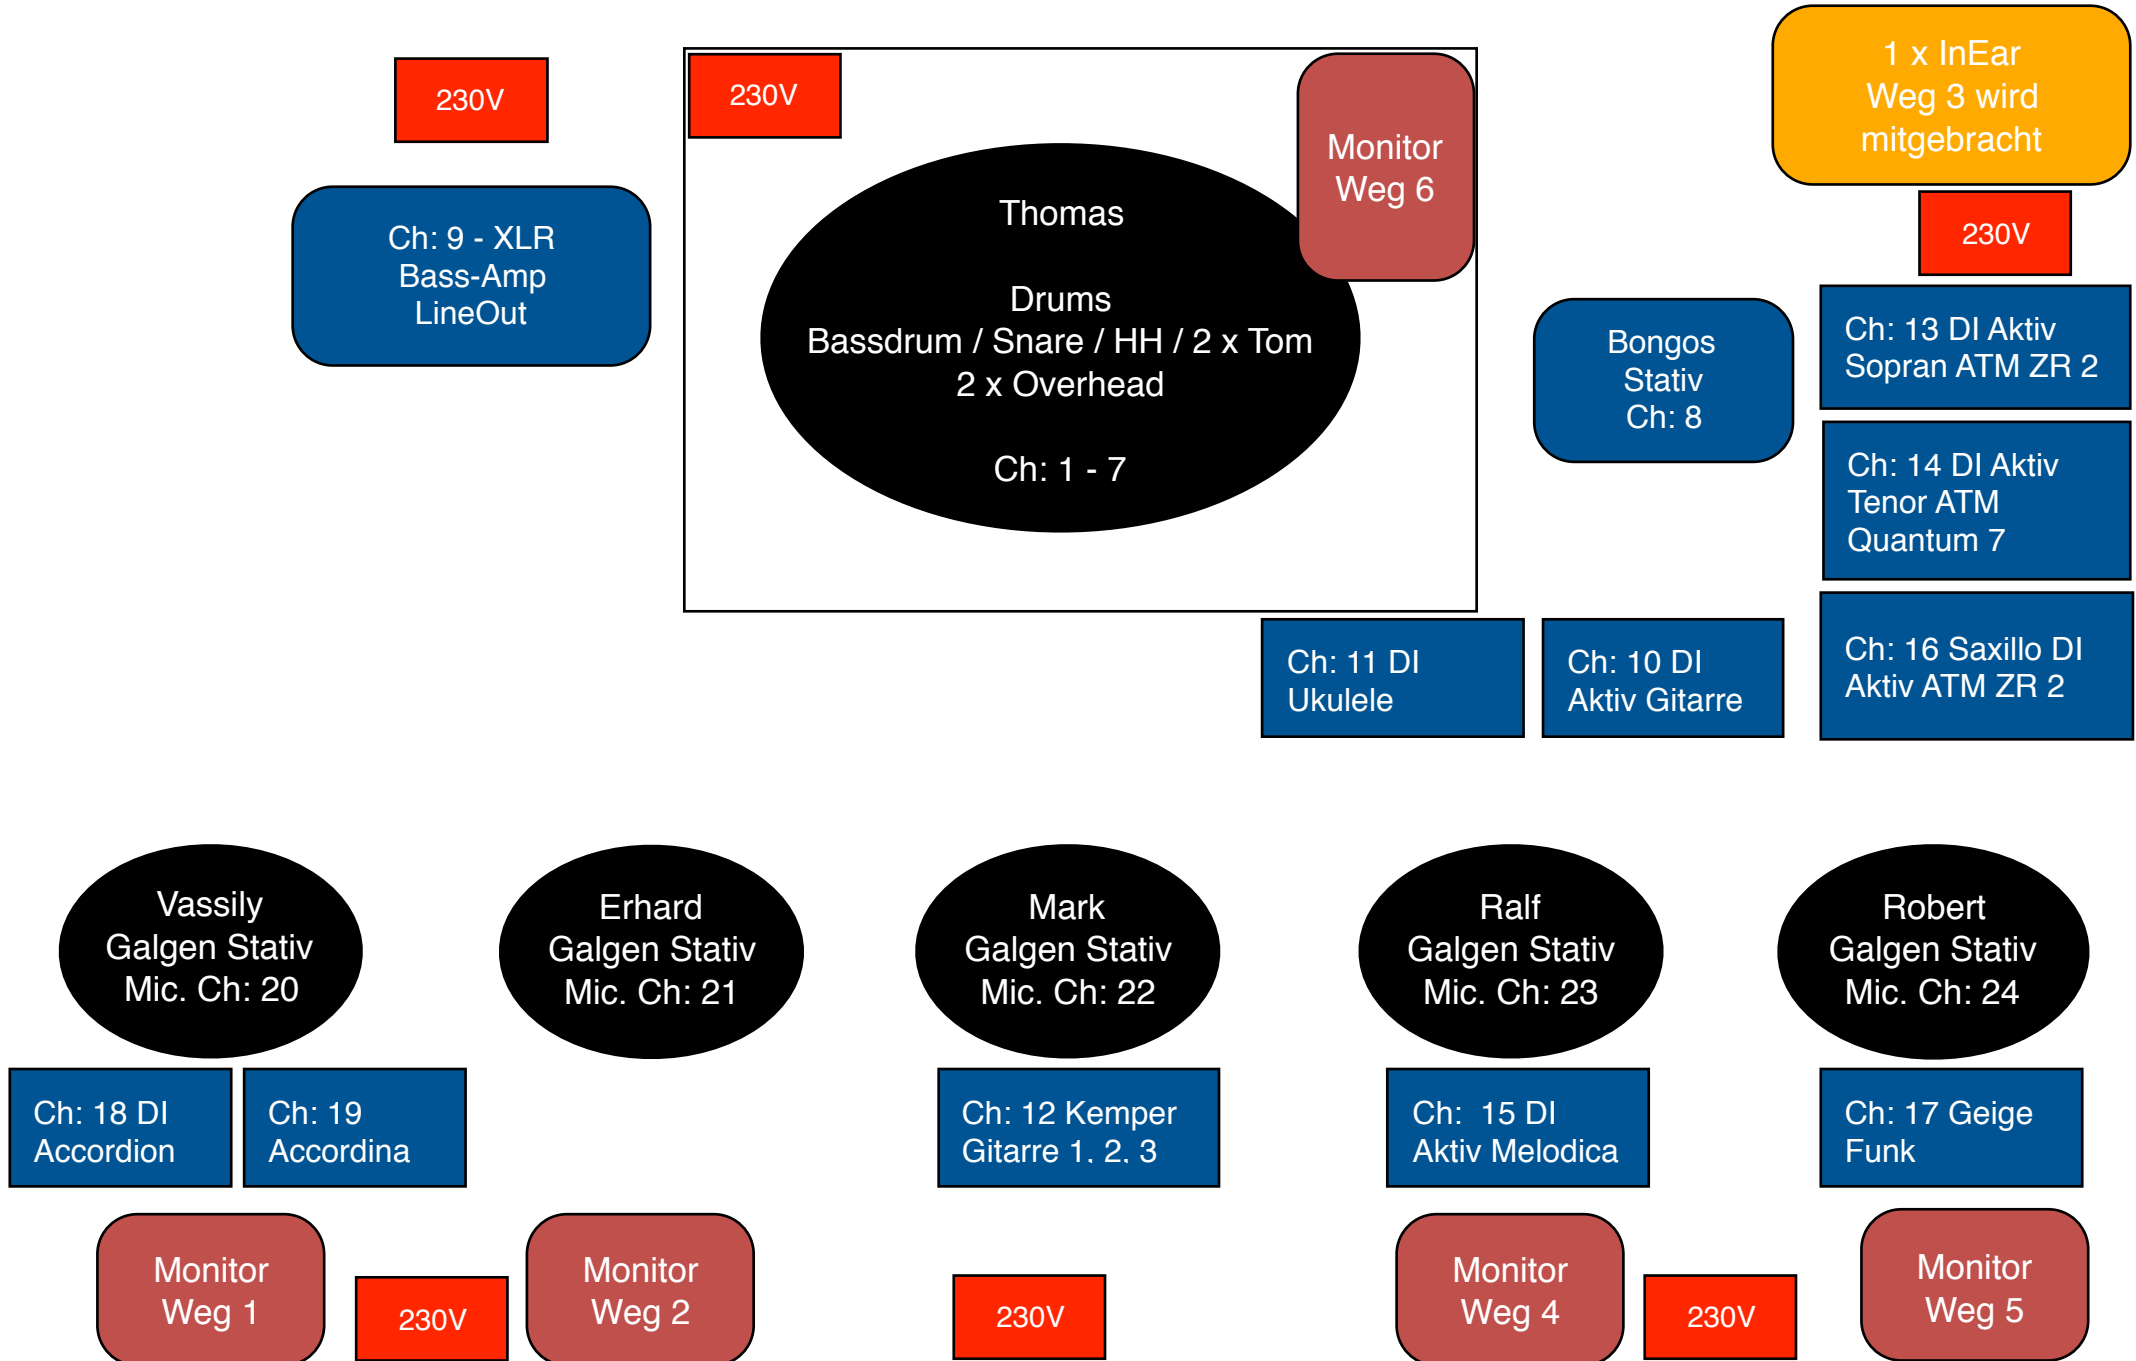 230V
230V
Monitor
Weg 6
1 x InEar
Weg 3 wird
mitgebracht
230V
Ch: 9 - XLR
Bass-Amp
LineOut
Thomas
Drums
Bassdrum / Snare / HH / 2 x Tom
2 x Overhead
Ch: 1 - 7
Bongos
Stativ
Ch: 8
Ch: 13 DI Aktiv
Sopran ATM ZR 2
Ch: 14 DI Aktiv
Tenor ATM
Quantum 7
Ch: 11 DI
Ukulele
Ch: 10 DI
Aktiv Gitarre
Ch: 16 Saxillo DI
Aktiv ATM ZR 2
Vassily
Galgen Stativ
Mic. Ch: 20
Erhard
Galgen Stativ
Mic. Ch: 21
Mark
Galgen Stativ
Mic. Ch: 22
Ralf
Galgen Stativ
Mic. Ch: 23
Robert
Galgen Stativ
Mic. Ch: 24
Ch: 18 DI
Accordion
Ch: 19
Accordina
Ch: 12 Kemper
Gitarre 1, 2, 3
Ch:  15 DI
Aktiv Melodica
Ch: 17 Geige
Funk
Monitor
Weg 1
230V
Monitor
Weg 2
230V
Monitor
Weg 4
230V
Monitor
Weg 5